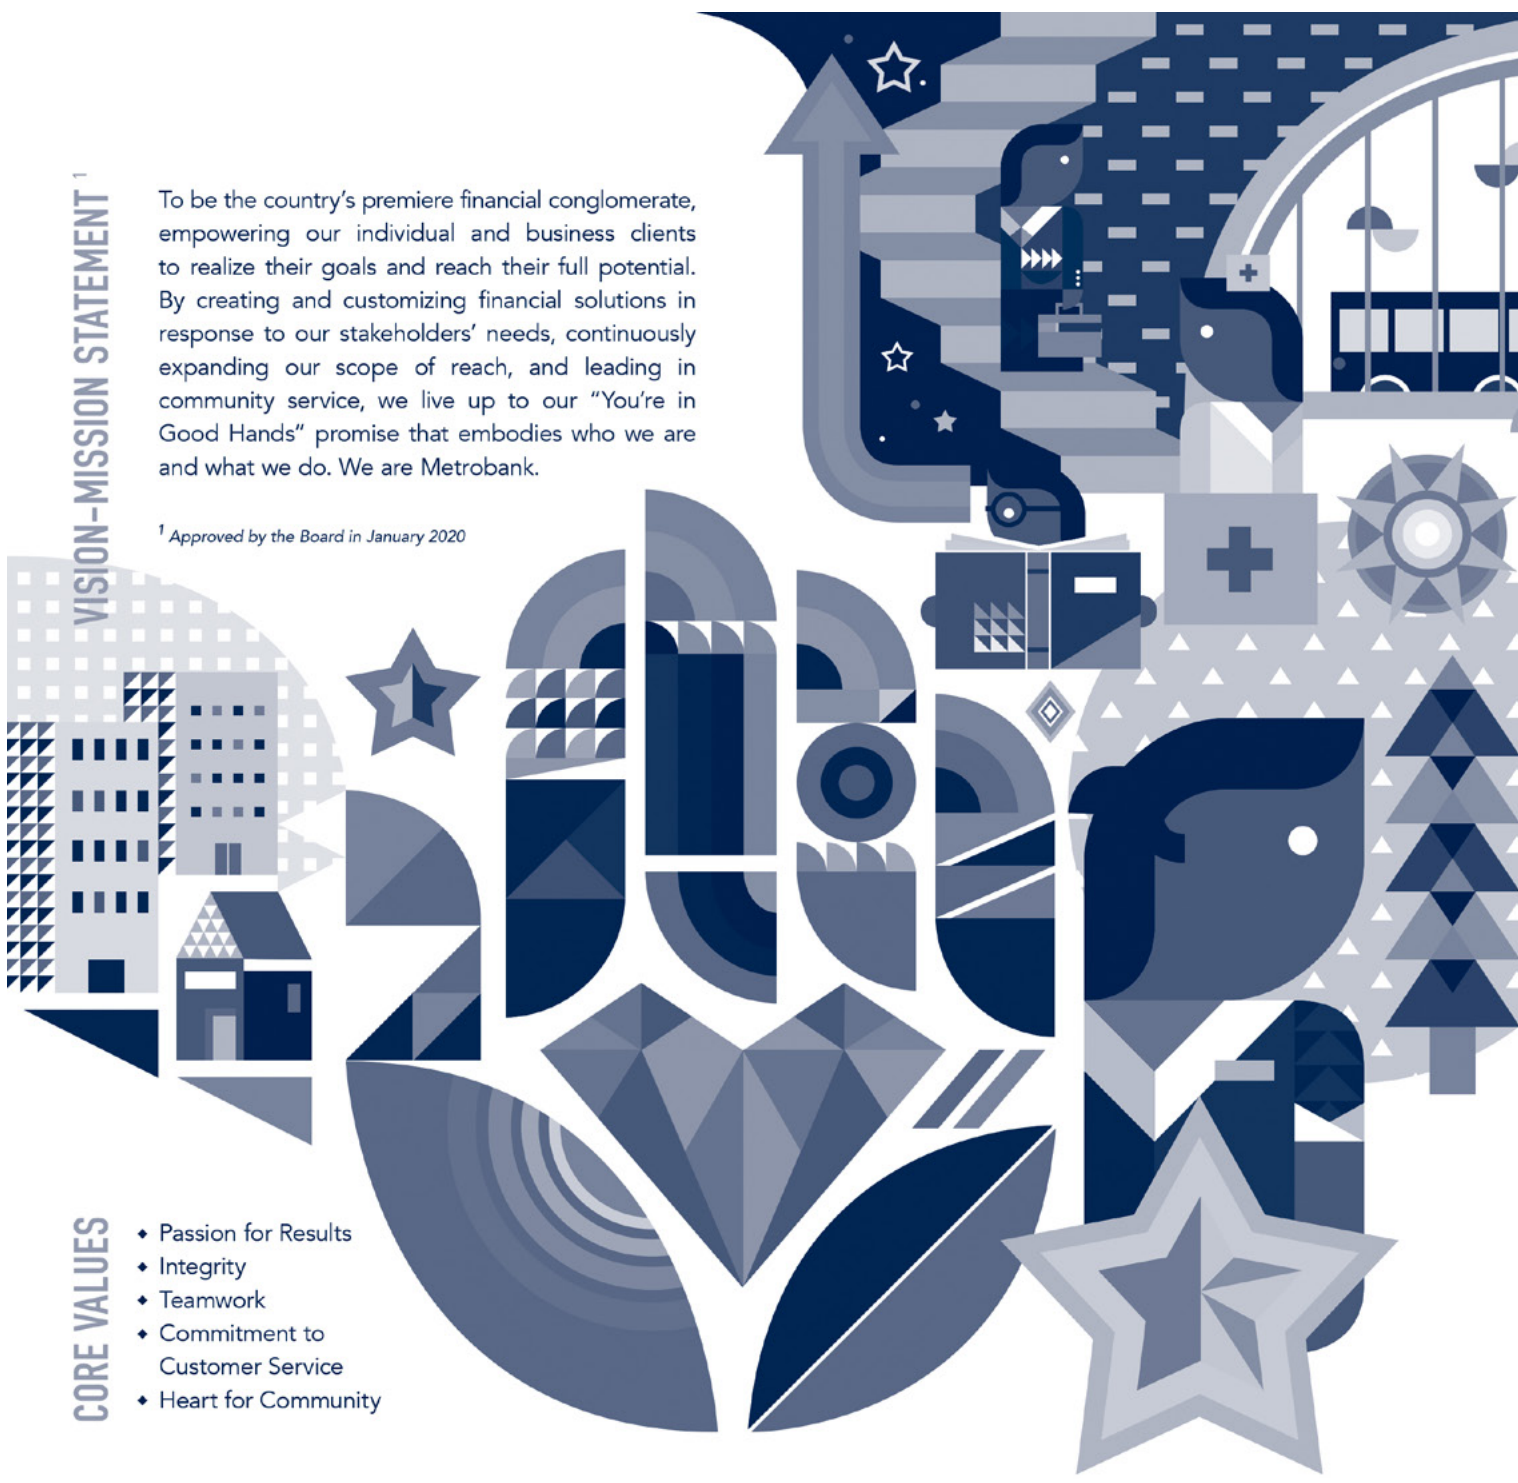 VISION-MISSION STATEMENT 1
To be the country's premiere financial conglomerate,
empowering our individual and business clients
to realize their goals and reach their full potential.
By creating and customizing financial solutions in
response to our stakeholders' needs, continuously
expanding our scope of reach, and leading in
community service, we live up to our “You're in
Good Hands” promise that embodies who we are
and what we do. We are Metrobank.
1 Approved by the Board in January 2020
CORE VALUES
◆ Passion for Results
◆ Integrity
◆ Teamwork
◆ Commitment to
Customer Service
◆ Heart for Community